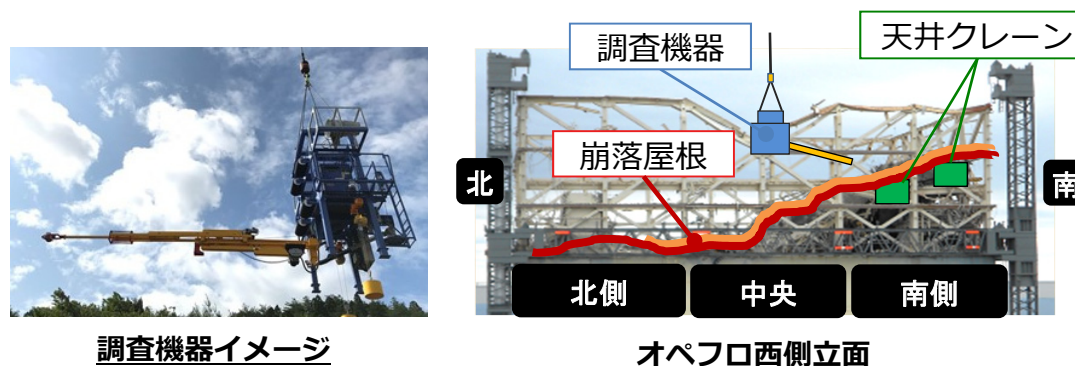 調査機器
天井クレーン
崩落屋根
北
南
北側
中央
南側
調査機器イメージ
オペフロ西側立面